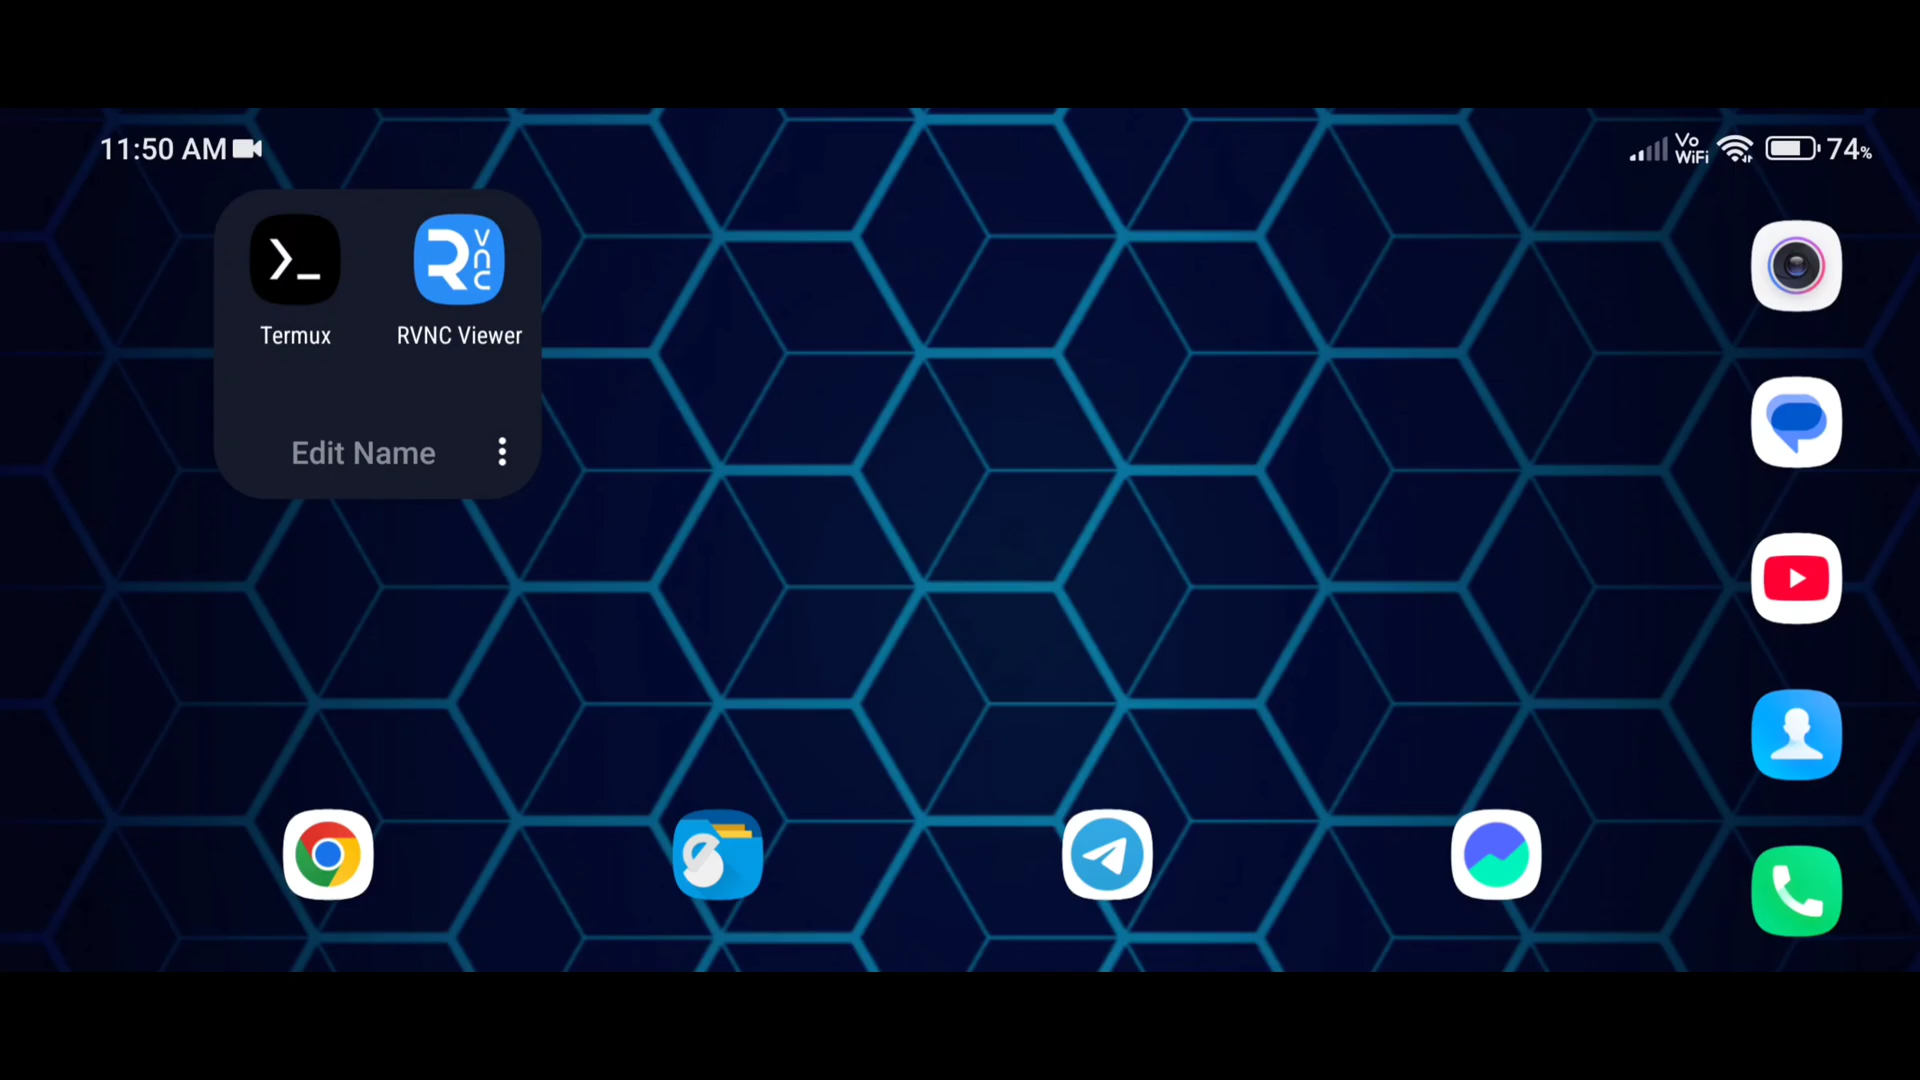 11:50 AM
Vo
WiFi
74%
V
R n
C
Termux
RVNC Viewer
Edit Name